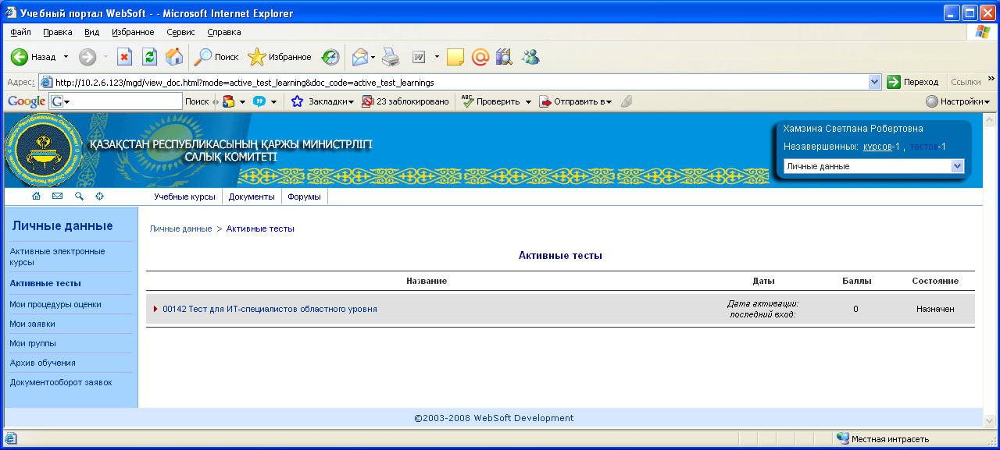 Учебный портал WebSoft - - Microsoft Internet Explorer
Файл Правка Вид Избранное Сервис Справка
Назад Поиск Избранное
Адрес: http://10.2.6.123/mgd/view_doc.html?mode=active_test_learning&doc_code=active_test_learnings Переход Ссылки »
Google G Поиск Закладки 23 заблокировано ABC Проверить Отправить в Настройки
ҚАЗАҚСТАН РЕСПУБЛИКАСЫНЫҢ ҚАРЖЫ МИНИСТРЛІГІ
САЛЫҚ КОМИТЕТІ
Хамзина Светлана Робертовна
Незавершенных: курсов-1 , тестов-1
Личные данные
Учебные курсы Документы Форумы
Личные данные
Активные электронные
курсы
Активные тесты
Мои процедуры оценки
Мои заявки
Мои группы
Архив обучения
Документооборот заявок
Личные данные > Активные тесты
Активные тесты
Название Даты Баллы Состояние
00142 Тест для ИТ-специалистов областного уровня Дата активации: 0 Назначен
последний вход:
©2003-2008 WebSoft Development
Местная интрасеть